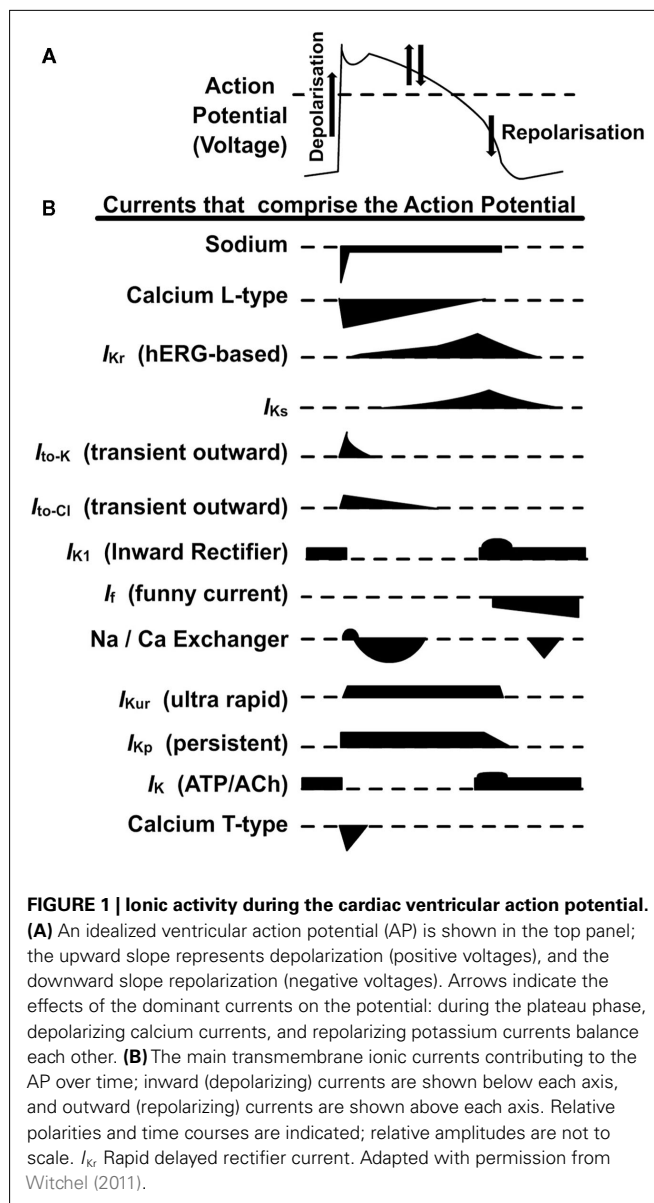 A
Action
Potential
(Voltage)
Depolarisation
Repolarisation
B
Currents that comprise the Action Potential
Sodium
Calcium L-type
IKr (hERG-based)
IKs
Ito-K (transient outward)
Ito-Cl (transient outward)
IK1 (Inward Rectifier)
If (funny current)
Na / Ca Exchanger
IKur (ultra rapid)
IKp (persistent)
IK (ATP/ACh)
Calcium T-type
FIGURE 1 | Ionic activity during the cardiac ventricular action potential.
(A) An idealized ventricular action potential (AP) is shown in the top panel;
the upward slope represents depolarization (positive voltages), and the
downward slope repolarization (negative voltages). Arrows indicate the
effects of the dominant currents on the potential: during the plateau phase,
depolarizing calcium currents, and repolarizing potassium currents balance
each other. (B) The main transmembrane ionic currents contributing to the
AP over time; inward (depolarizing) currents are shown below each axis,
and outward (repolarizing) currents are shown above each axis. Relative
polarities and time courses are indicated; relative amplitudes are not to
scale. IKr Rapid delayed rectifier current. Adapted with permission from
Witchel (2011).